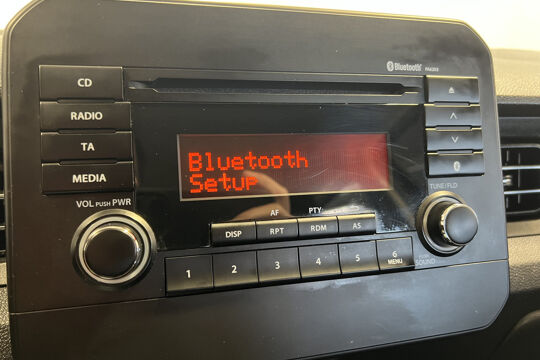 Bluetooth
CD
RADIO
TA
MEDIA
VOL PUSH PWR
Bluetooth
Setup
TUNE/FLD
AF
PTY
DISP
RPT
RDM
AS
1
2
3
4
5
6
MENU
SOUND